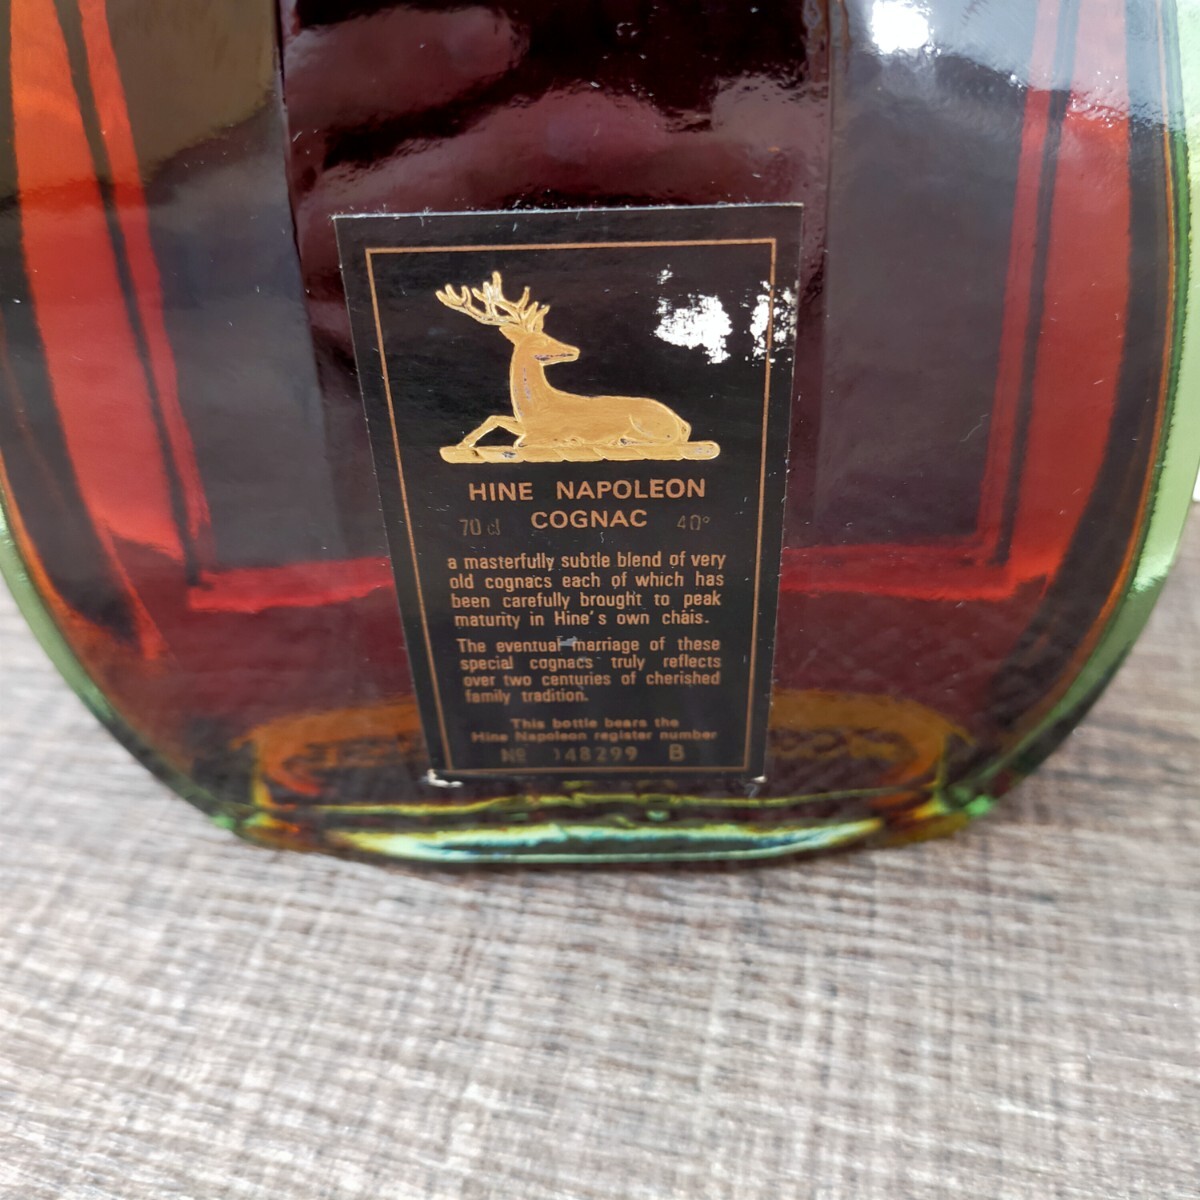 HINE NAPOLEON
70 cl COGNAC 40°
a masterfully subtle blend of very
old cognacs each of which has
been carefully brought to peak
maturity in Hine's own chais.
The eventual marriage of these
special cognacs truly reflects
over two centuries of cherished
family tradition.
This bottle bears the
Hine Napoleon register number
Nº 148299 B